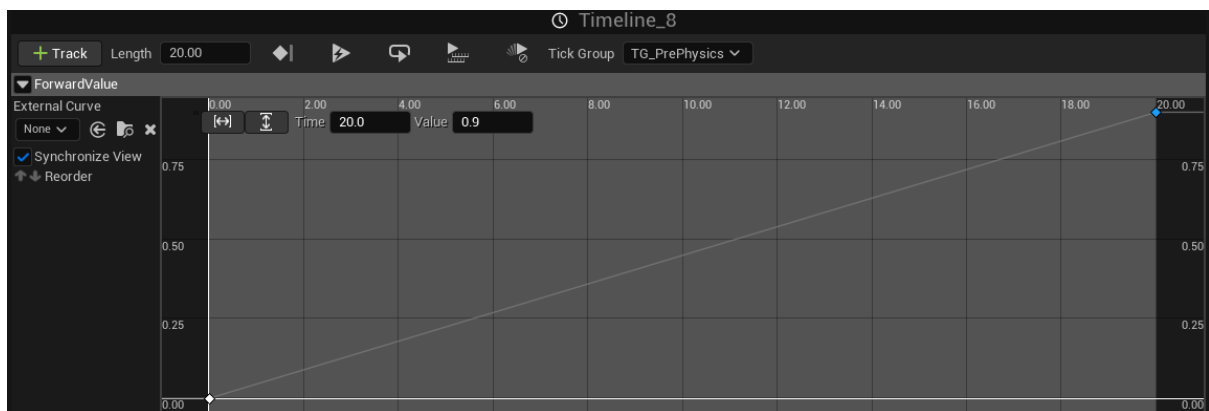 Timeline_8
Track Length 20.00 Tick Group TG_PrePhysics
ForwardValue
External Curve
None
Synchronize View
Reorder
0.00 2.00 4.00 6.00 8.00 10.00 12.00 14.00 16.00 18.00 20.00
Time 20.0 Value 0.9
0.75 0.75
0.50 0.50
0.25 0.25
0.00 0.00